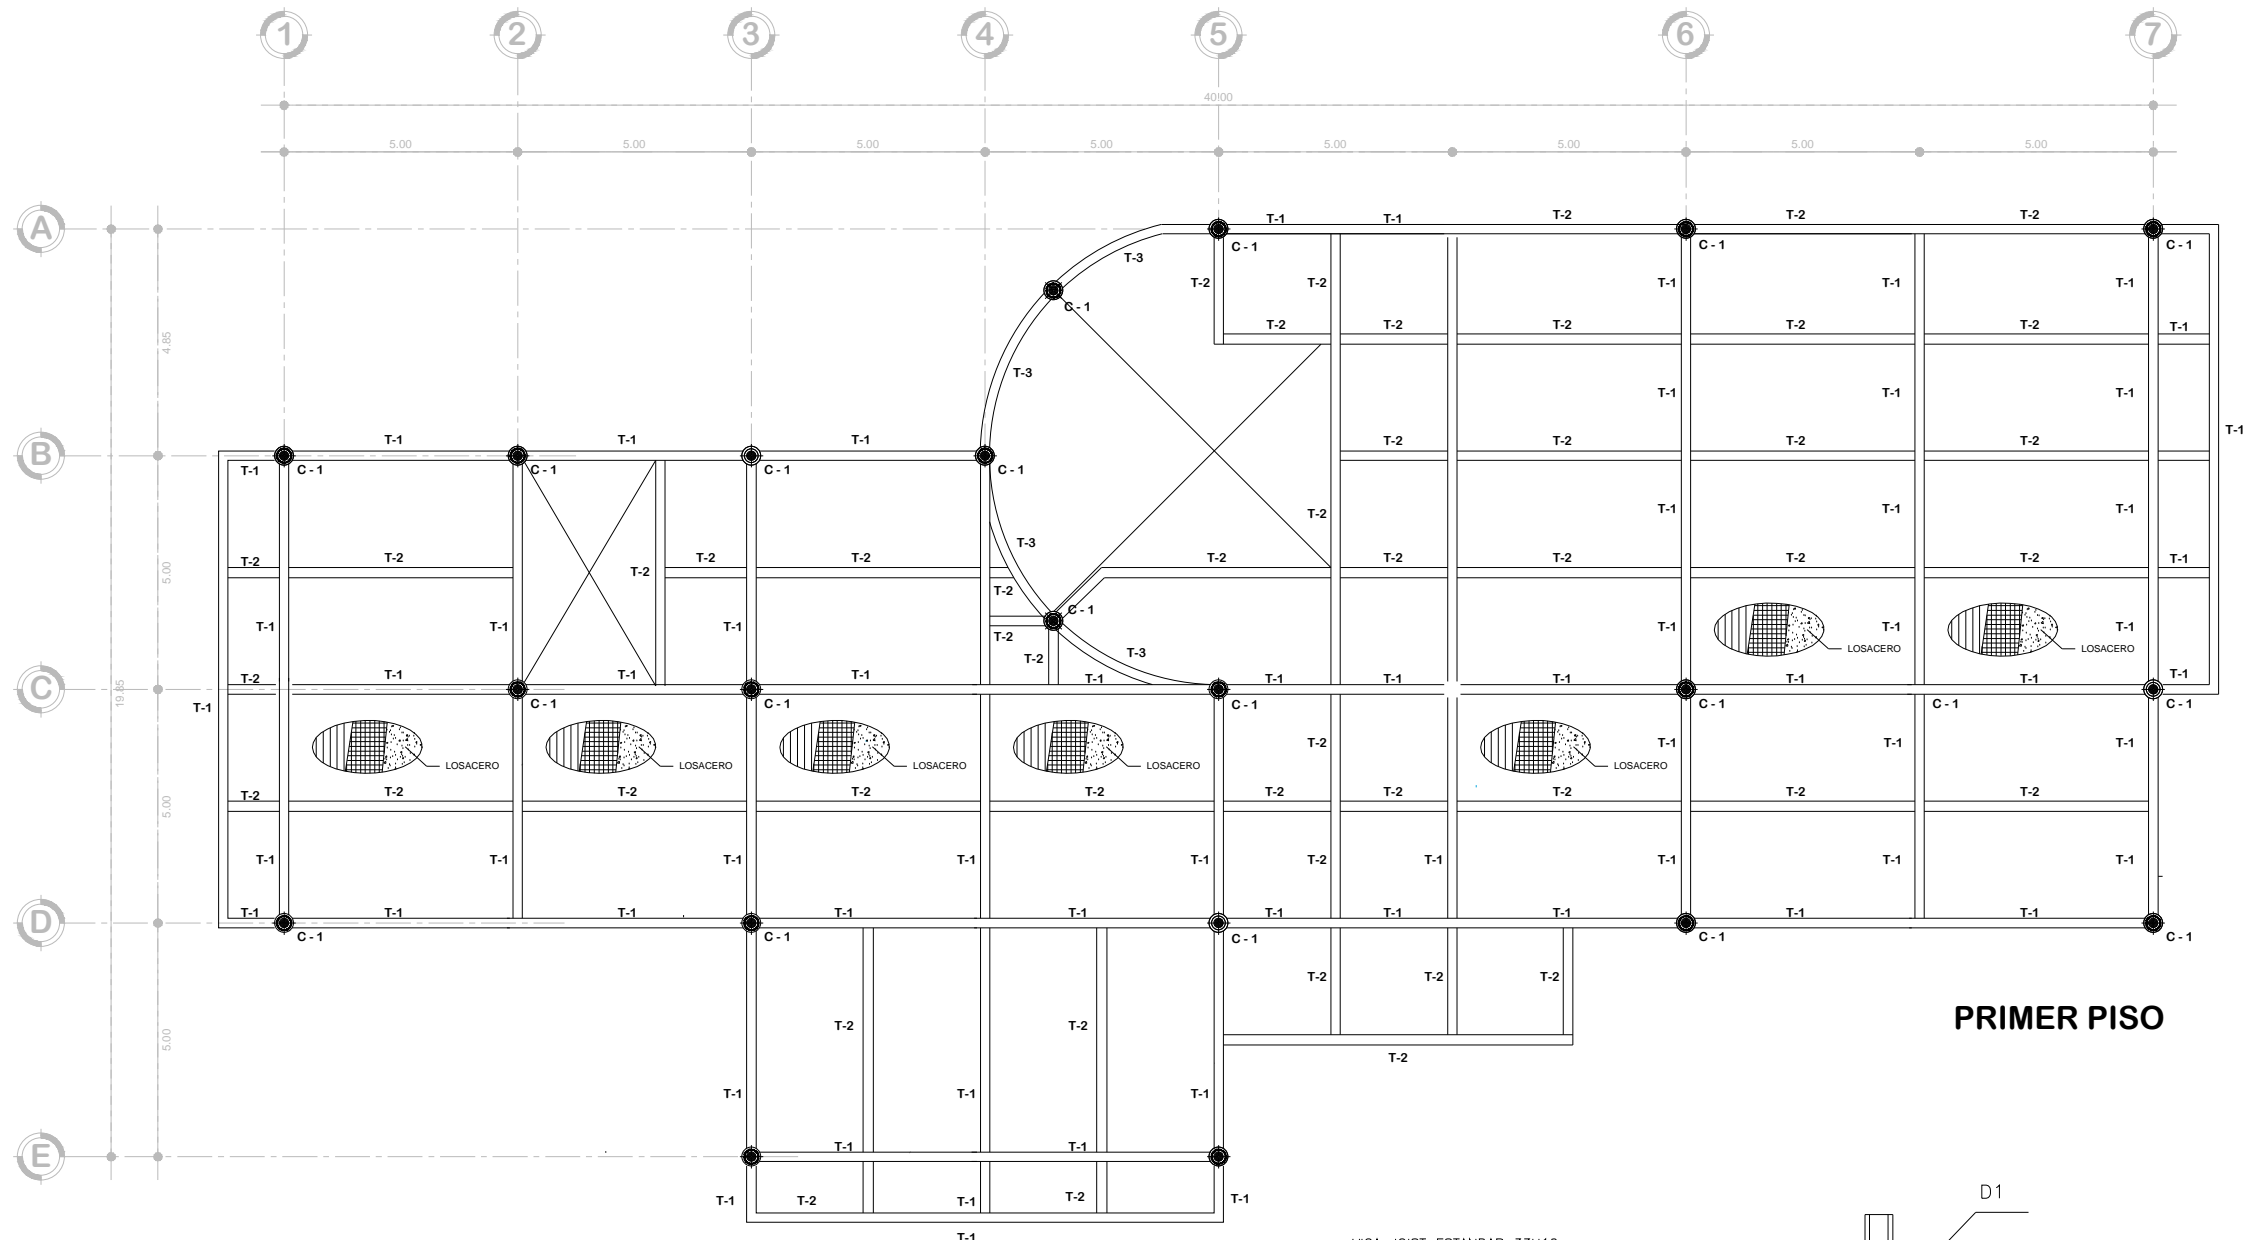 1 2 3 4 5 6 7
40.00
5.00 5.00 5.00 5.00 5.00 5.00 5.00 5.00
A
T-1 T-1 T-2 T-2 T-2
C-1 C-1 C-1
T-3
T-2 T-2 T-1 T-1 T-1
C-1
T-2 T-2 T-2 T-2 T-2 T-1
4.85
T-3
T-1 T-1 T-1
T-1
B
T-1 T-1 T-1
T-2 T-2 T-2 T-2
T-1 C-1 C-1 C-1 C-1
T-2 T-1 T-1 T-1
T-3
T-2 T-2 T-2 T-2 T-2 T-2 T-2 T-2 T-2 T-1
5.00
T-2
T-2
C-1
T-1 T-1 T-1 T-1 T-1 T-1
T-2
LOSACERO LOSACERO
T-2 T-3
C
T-2 T-1 T-1 T-1 T-1 T-1 T-1 T-1 T-1 T-1 T-1
19.85
T-1 C-1 C-1 C-1 C-1 C-1 C-1
T-2 T-1 T-1 T-1
LOSACERO LOSACERO LOSACERO LOSACERO LOSACERO
T-2 T-2 T-2 T-2 T-2 T-2 T-2 T-2 T-2 T-2
5.00
T-1 T-1 T-1 T-1 T-1 T-2 T-1 T-1 T-1 T-1
D
T-1 T-1 T-1 T-1 T-1 T-1 T-1 T-1 T-1 T-1
C-1 C-1 C-1 C-1 C-1
T-2 T-2 T-2
PRIMER PISO
T-2 T-2
5.00
T-2
T-1 T-1 T-1
E
T-1 T-1
T-1 T-2 T-1 T-2 T-1
D1
T-1